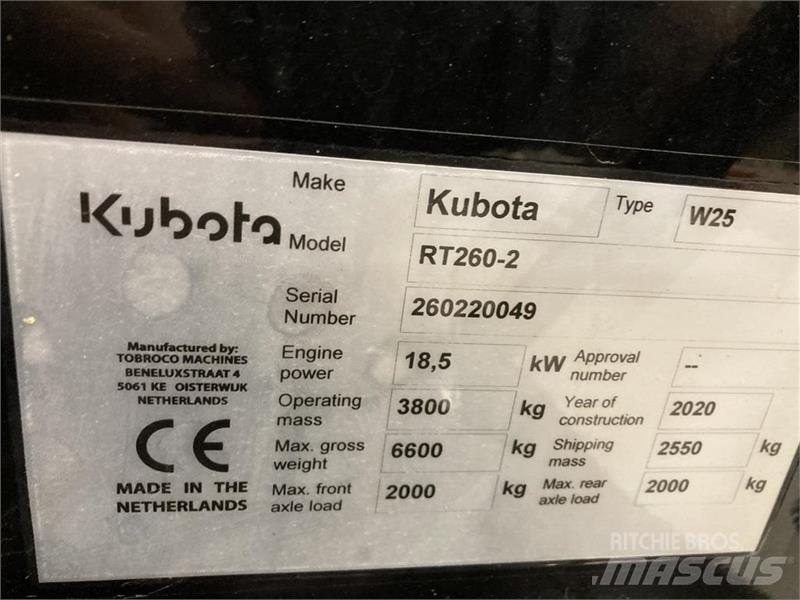 Kubota
Make Kubota Type W25
Model RT260-2
Serial Number 260220049
Engine power 18,5 kW Approval number --
Operating mass 3800 kg Year of construction 2020
Max. gross weight 6600 kg Shipping mass 2550 kg
Max. front axle load 2000 kg Max. rear axle load 2000 kg
Manufactured by:
TOBROCO MACHINES
BENELUXSTRAAT 4
5061 KE OISTERWIJK
NETHERLANDS
CE
MADE IN THE
NETHERLANDS
RITCHIE BROS.
MASCUS